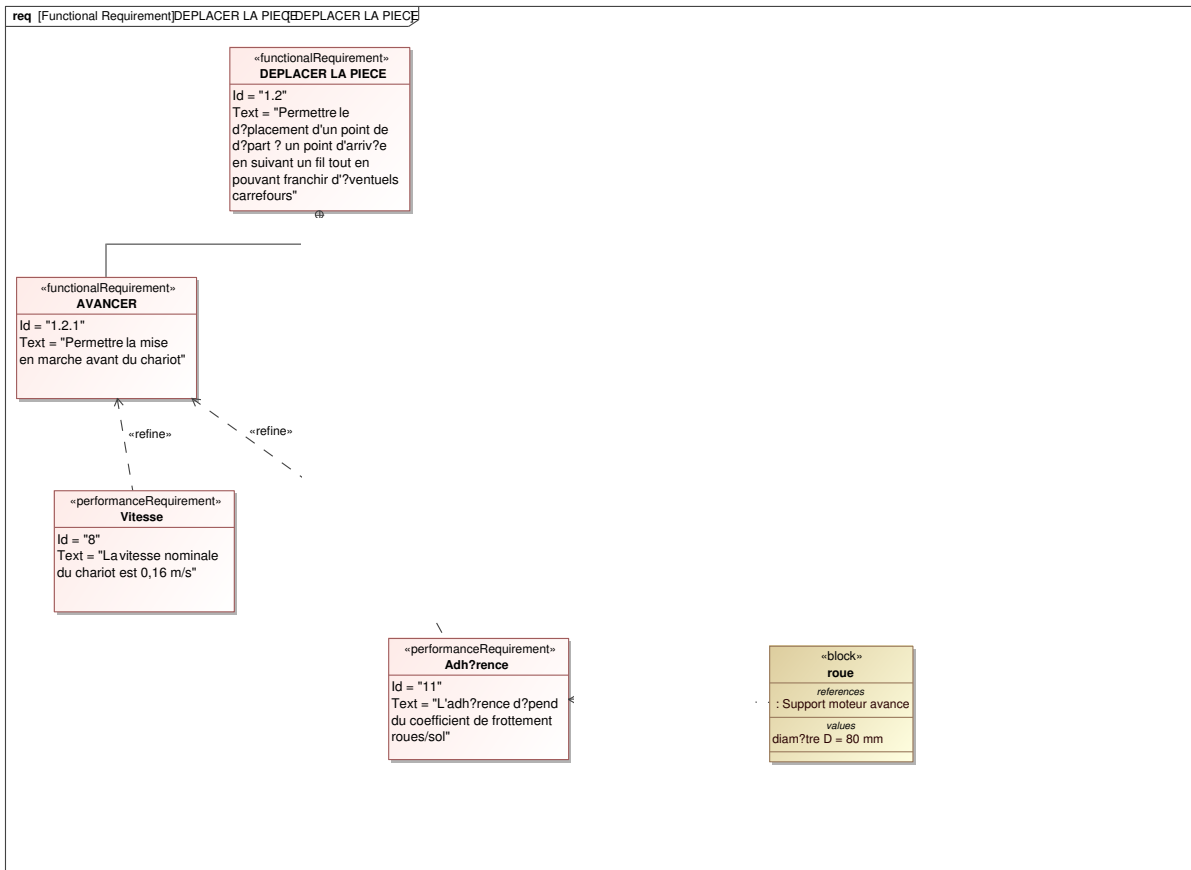 req [Functional Requirement]DEPLACER LA PIECE[DEPLACER LA PIECE]
«functionalRequirement»
DEPLACER LA PIECE
Id = "1.2"
Text = "Permettre le
d?placement d'un point de
d?part ? un point d'arriv?e
en suivant un fil tout en
pouvant franchir d'?ventuels
carrefours"
«functionalRequirement»
AVANCER
Id = "1.2.1"
Text = "Permettre la mise
en marche avant du chariot"
«refine»
«refine»
«performanceRequirement»
Vitesse
Id = "8"
Text = "La vitesse nominale
du chariot est 0,16 m/s"
«performanceRequirement»
Adh?rence
Id = "11"
Text = "L'adh?rence d?pend
du coefficient de frottement
roues/sol"
«block»
roue
references
: Support moteur avance
values
diam?tre D = 80 mm